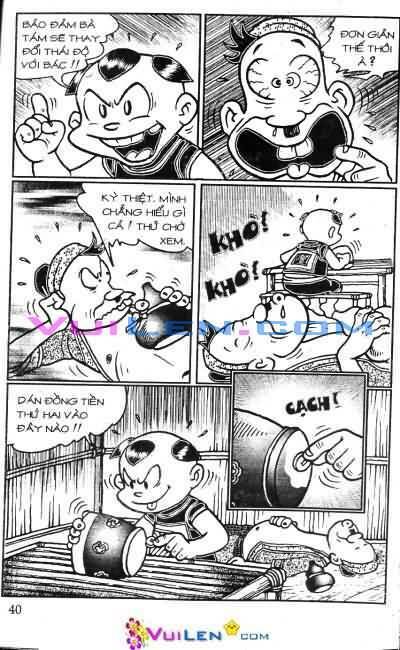 BẢO ĐẢM BÀ
TÁM SẼ THAY
ĐỔI THÁI ĐỘ
VỚI BÁC!!
ĐƠN GIẢN
THẾ THÔI
À?
KỲ THIỆT. MÌNH
CHẲNG HIỂU GÌ
CẢ! THỬ CHỜ
XEM.
KHÒ!
KHÒ!
VUILEN.COM
DÁN ĐỒNG TIỀN
THỨ HAI VÀO
ĐÂY NÀO!!
CẠCH!
40
VUILEN.COM